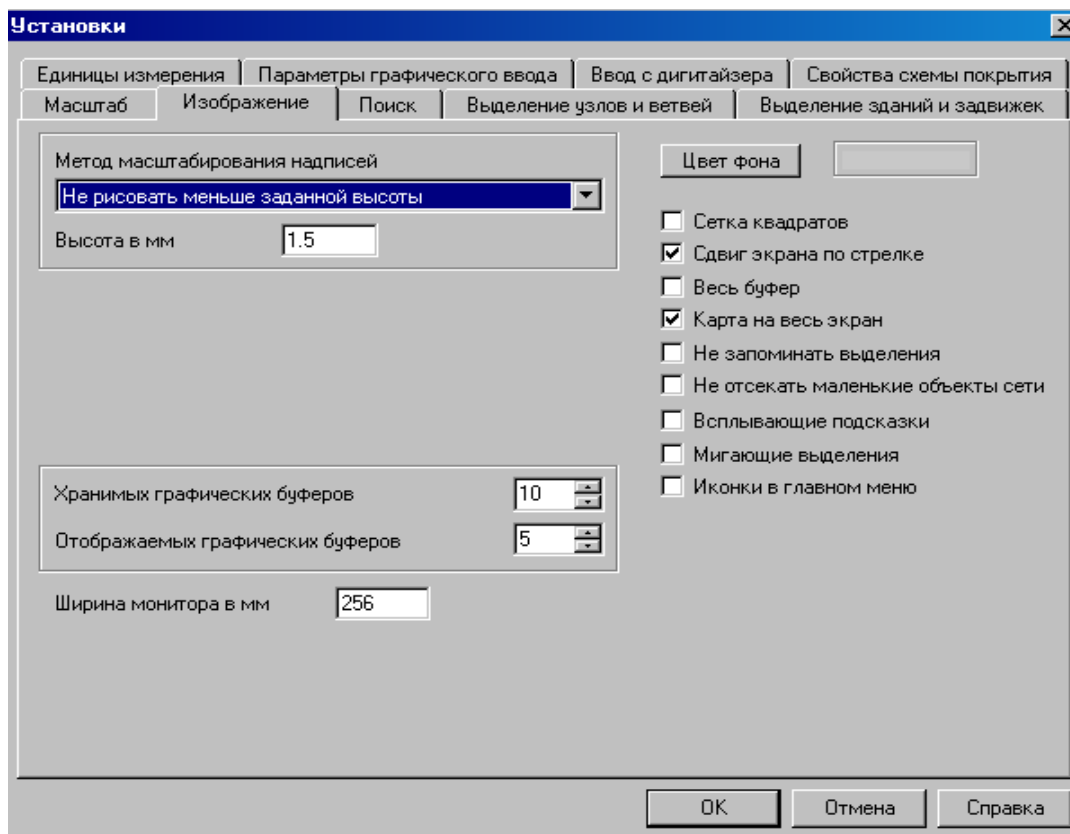 Установки
Единицы измерения Параметры графического ввода Ввод с дигитайзера Свойства схемы покрытия
Масштаб Изображение Поиск Выделение узлов и ветвей Выделение зданий и задвижек
Метод масштабирования надписей
Не рисовать меньше заданной высоты
Высота в мм 1.5
Хранимых графических буферов 10
Отображаемых графических буферов 5
Ширина монитора в мм 256
Цвет фона
Сетка квадратов
Сдвиг экрана по стрелке
Весь буфер
Карта на весь экран
Не запоминать выделения
Не отсекать маленькие объекты сети
Всплывающие подсказки
Мигающие выделения
Иконки в главном меню
OK Отмена Справка